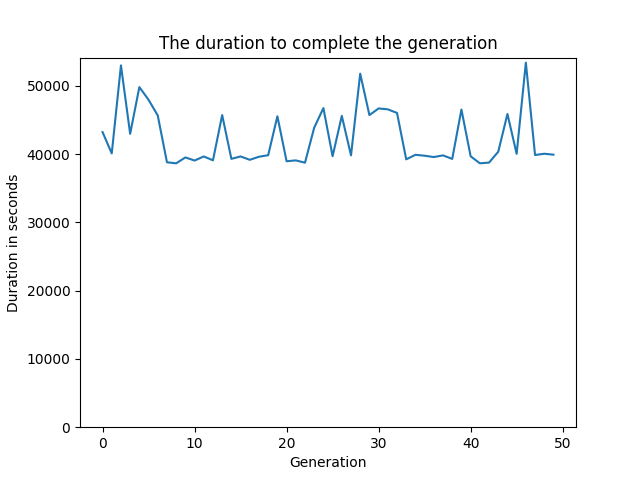 The duration to complete the generation
50000
40000
30000
20000
10000
0
Duration in seconds
0 10 20 30 40 50
Generation